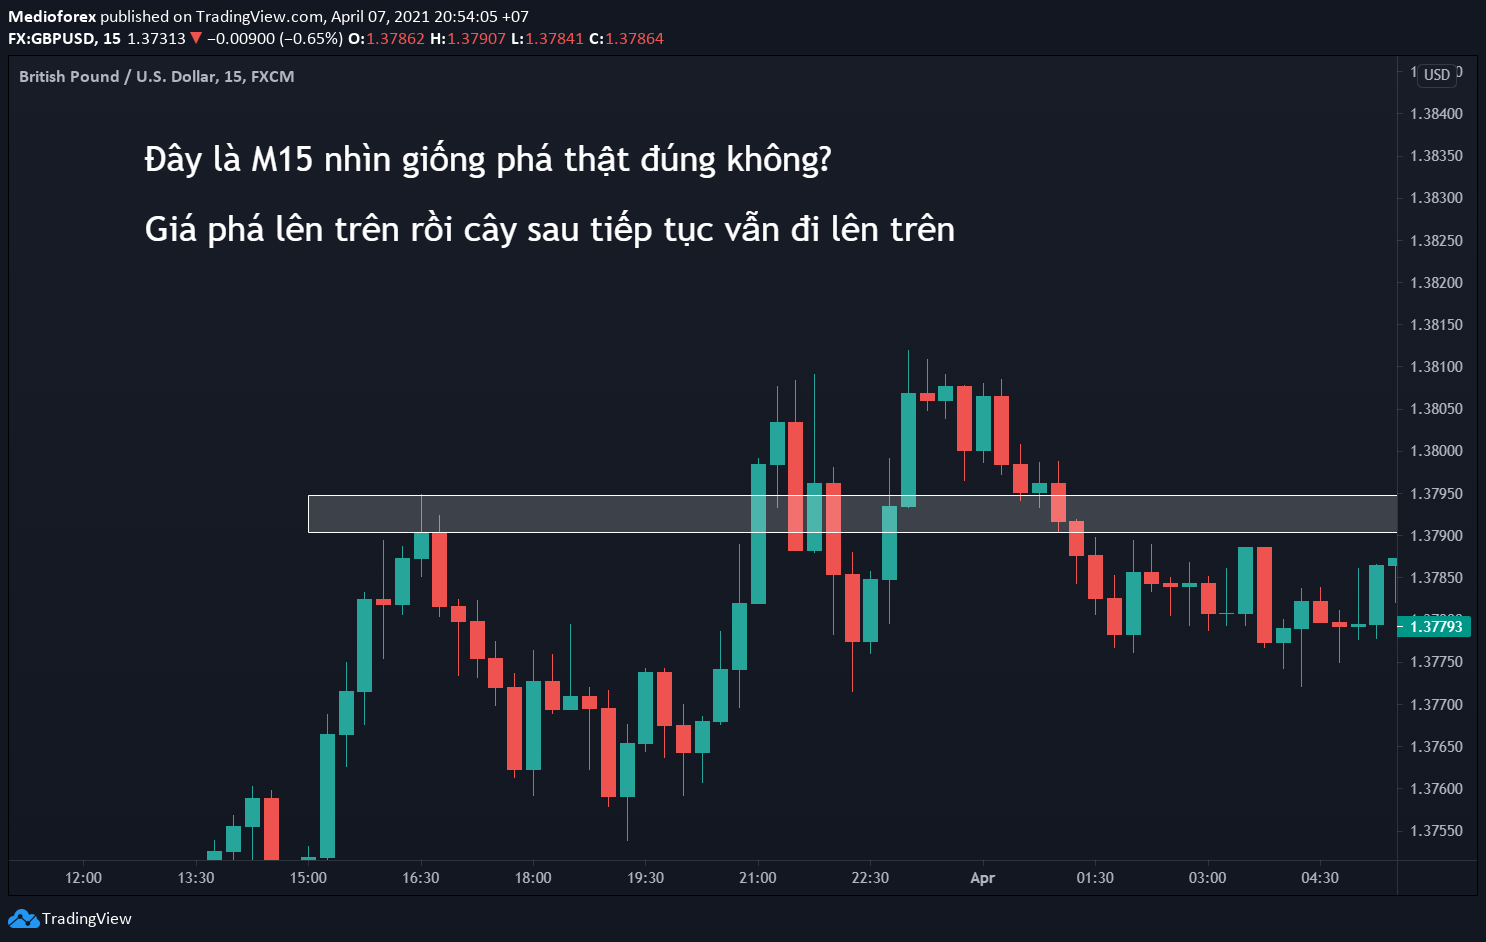 Medioforex published on TradingView.com, April 07, 2021 20:54:05 +07
FX:GBPUSD, 15 1.37313 ▼ −0.00900 (−0.65%) O:1.37862 H:1.37907 L:1.37841 C:1.37864
British Pound / U.S. Dollar, 15, FXCM
USD
Đây là M15 nhìn giống phá thật đúng không?
Giá phá lên trên rồi cây sau tiếp tục vẫn đi lên trên
1.38400
1.38350
1.38300
1.38250
1.38200
1.38150
1.38100
1.38050
1.38000
1.37950
1.37900
1.37850
1.37793
1.37750
1.37700
1.37650
1.37600
1.37550
12:00 13:30 15:00 16:30 18:00 19:30 21:00 22:30 Apr 01:30 03:00 04:30
TradingView